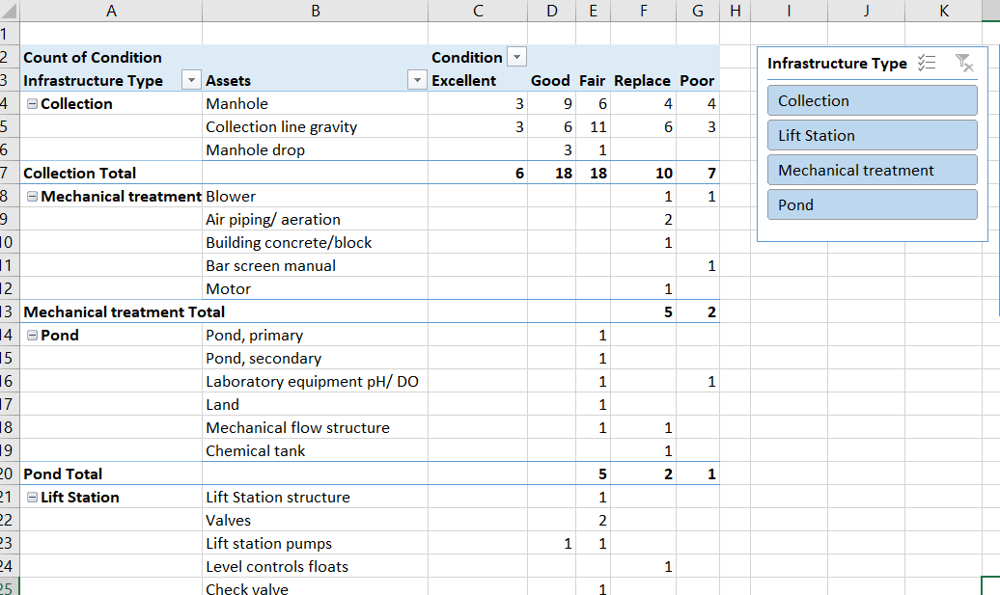 A B C D E F G H I J K
1
2 Count of Condition Condition
3 Infrastructure Type Assets Excellent Good Fair Replace Poor Infrastructure Type
4 Collection Manhole 3 9 6 4 4 Collection
5 Collection line gravity 3 6 11 6 3 Lift Station
6 Manhole drop 3 1
7 Collection Total 6 18 18 10 7 Mechanical treatment
8 Mechanical treatment Blower 1 1 Pond
9 Air piping/ aeration 2
10 Building concrete/block 1
11 Bar screen manual 1
12 Motor 1
13 Mechanical treatment Total 5 2
14 Pond Pond, primary 1
15 Pond, secondary 1
16 Laboratory equipment pH/ DO 1 1
17 Land 1
18 Mechanical flow structure 1 1
19 Chemical tank 1
20 Pond Total 5 2 1
21 Lift Station Lift Station structure 1
22 Valves 2
23 Lift station pumps 1 1
24 Level controls floats 1
25 Check valve 1